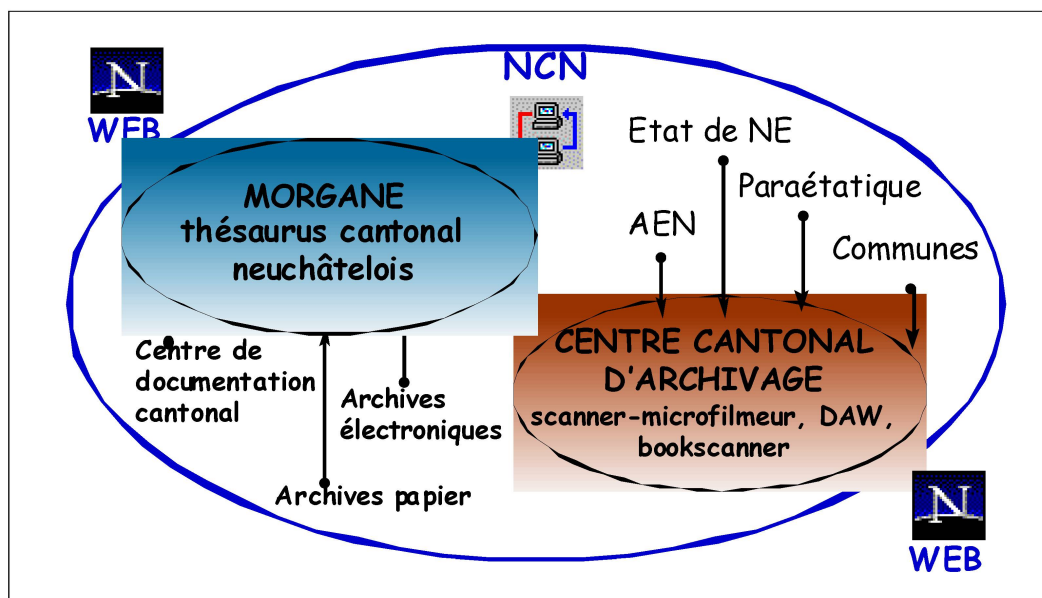 NCN
N
WEB
Etat de NE
Paraétatique
AEN
Communes
MORGANE
thésaurus cantonal
neuchâtelois
CENTRE CANTONAL
D'ARCHIVAGE
scanner-microfilmeur, DAW,
bookscanner
Centre de
documentation
cantonal
Archives
électroniques
Archives papier
N
WEB